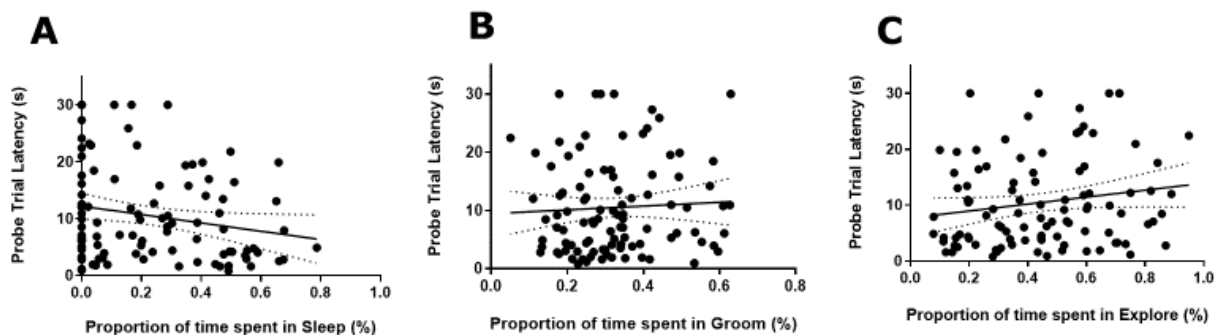 A
B
C
Probe Trial Latency (s)
30
20
10
0
0.0 0.2 0.4 0.6 0.8 1.0
Proportion of time spent in Sleep (%)
Probe Trial Latency (s)
30
20
10
0
0.0 0.2 0.4 0.6 0.8 1.0
Proportion of time spent in Groom (%)
Probe Trial Latency (s)
30
20
10
0
0.0 0.2 0.4 0.6 0.8 1.0
Proportion of time spent in Explore (%)